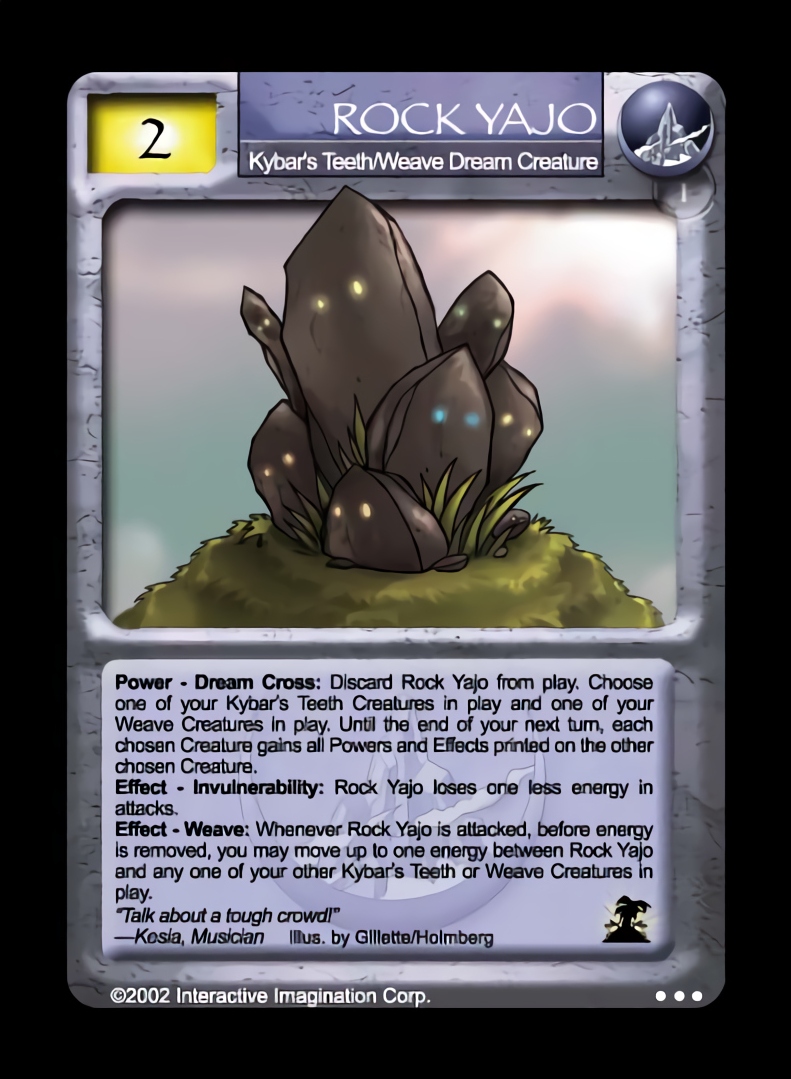 2
ROCK YAJO
Kybar's Teeth/Weave Dream Creature
1
Power - Dream Cross: Discard Rock Yajo from play. Choose
one of your Kybar's Teeth Creatures in play and one of your
Weave Creatures in play. Until the end of your next turn, each
chosen Creature gains all Powers and Effects printed on the other
chosen Creature.
Effect - Invulnerability: Rock Yajo loses one less energy in
attacks.
Effect - Weave: Whenever Rock Yajo is attacked, before energy
is removed, you may move up to one energy between Rock Yajo
and any one of your other Kybar's Teeth or Weave Creatures in
play.
"Talk about a tough crowd!"
—Kesia, Musician Illus. by Gillette/Holmberg
©2002 Interactive Imagination Corp.